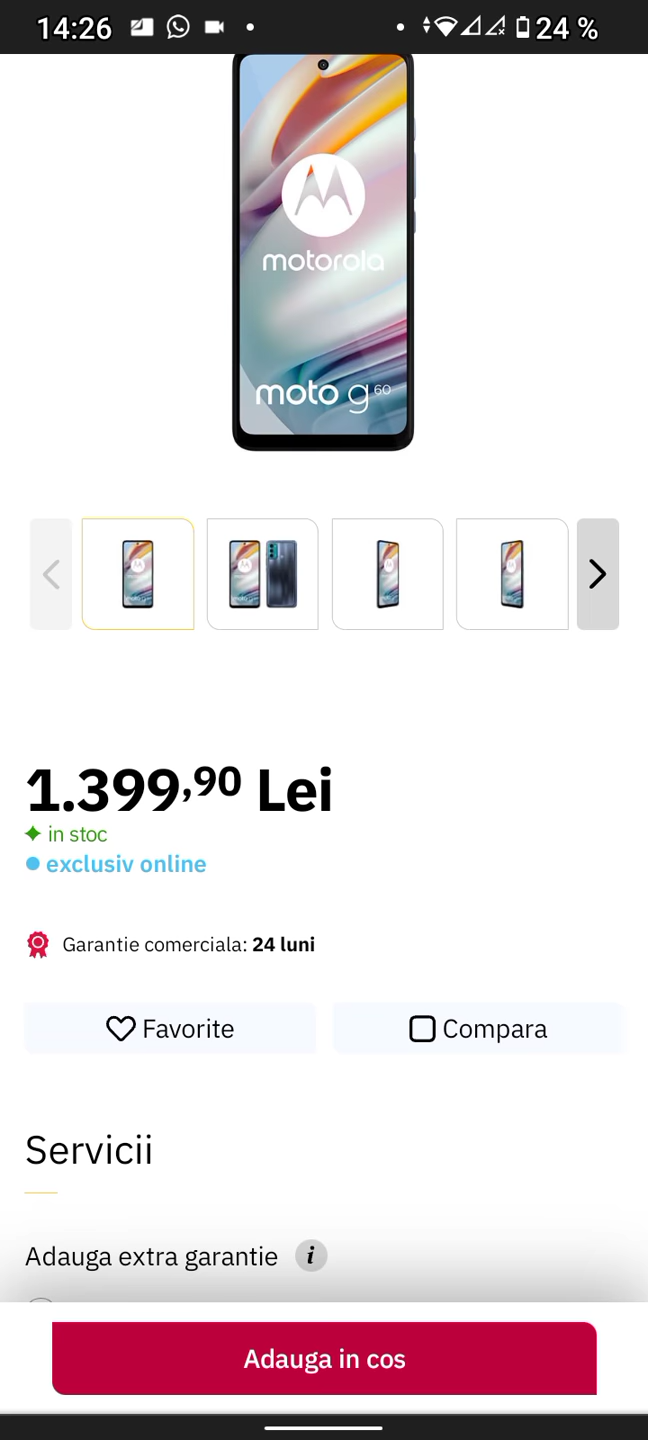 14:26
24 %
motorola
moto g60
1.399,90 Lei
in stoc
exclusiv online
Garantie comerciala: 24 luni
Favorite
Compara
Servicii
Adauga extra garantie i
Adauga in cos